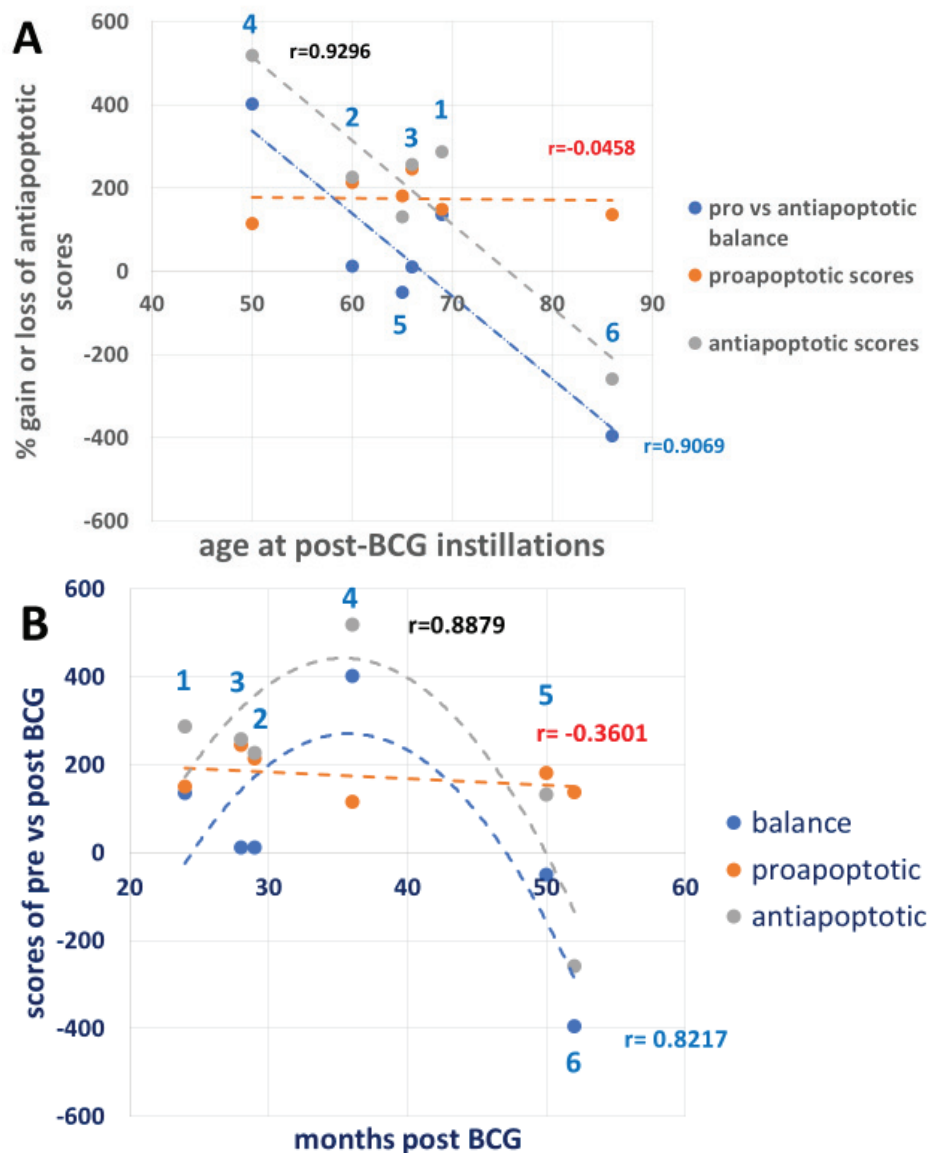 A
600
4
r=0.9296
400
2
1
3
r=-0.0458
200
% gain or loss of antiapoptotic
scores
pro vs antiapoptotic
balance
0
proapoptotic scores
40
50
60
70
80
90
5
6
antiapoptotic scores
-200
-400
r=0.9069
-600
age at post-BCG instillations
B
600
4
r=0.8879
1
3
5
400
2
r= -0.3601
200
scores of pre vs post BCG
balance
0
20
30
40
50
60
proapoptotic
antiapoptotic
-200
-400
r= 0.8217
6
-600
months post BCG